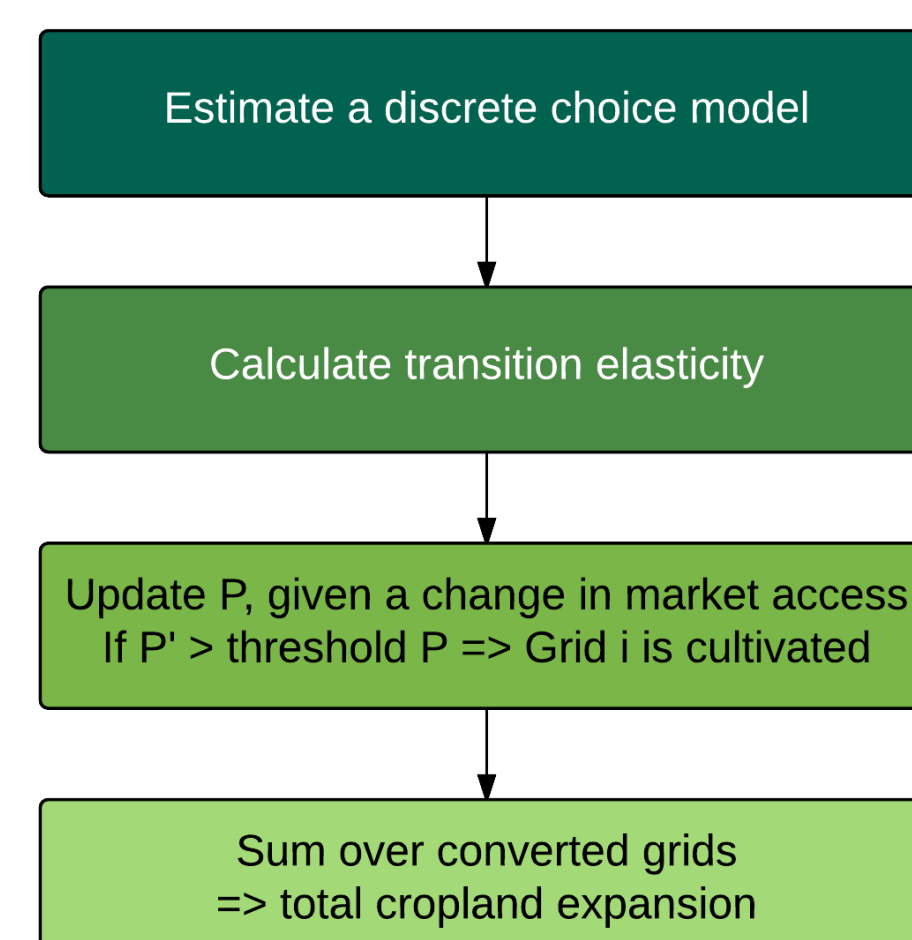 Estimate a discrete choice model
Calculate transition elasticity
Update P, given a change in market access
If P' > threshold P => Grid i is cultivated
Sum over converted grids
=> total cropland expansion